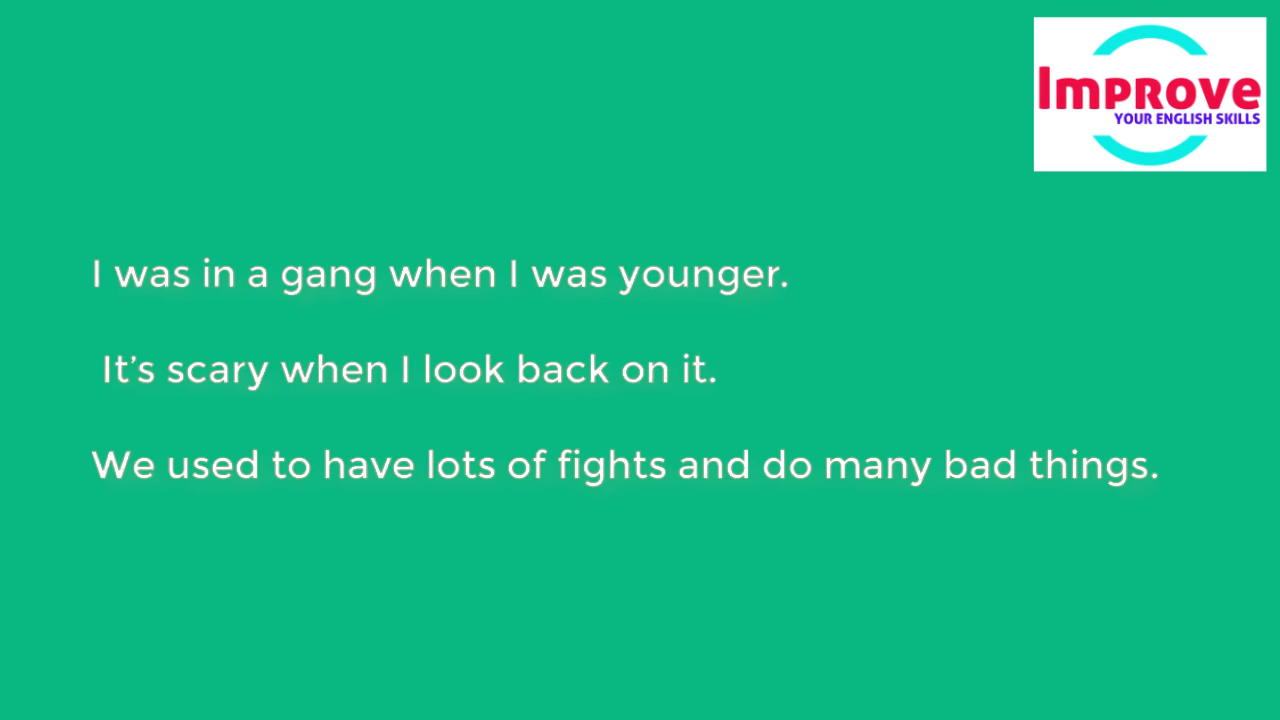 Improve
YOUR ENGLISH SKILLS
I was in a gang when I was younger.
It’s scary when I look back on it.
We used to have lots of fights and do many bad things.